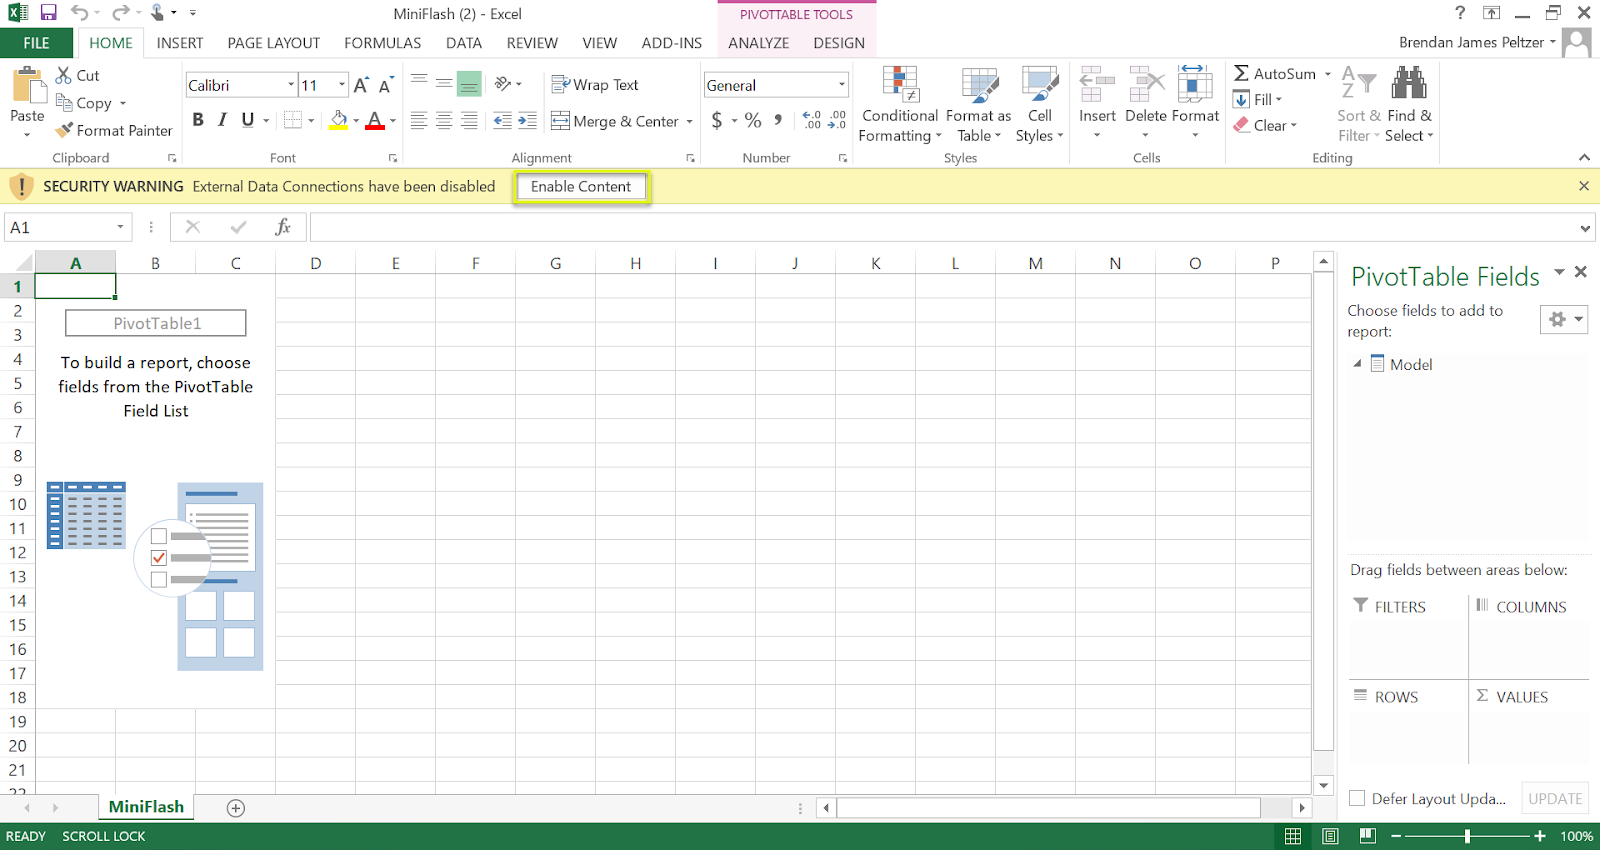 MiniFlash (2) - Excel
PIVOTTABLE TOOLS
?
FILE HOME INSERT PAGE LAYOUT FORMULAS DATA REVIEW VIEW ADD-INS ANALYZE DESIGN
Brendan James Peltzer
Paste
Cut
Copy
Format Painter
Clipboard
Calibri 11 A A
B I U A
Font
Wrap Text
Merge & Center
Alignment
General
$ % , .0 .00 .00 .0
Number
Conditional Formatting
Format as Table
Cell Styles
Styles
Insert Delete Format
Cells
AutoSum
Fill
Clear
Sort & Filter
Find & Select
Editing
SECURITY WARNING External Data Connections have been disabled Enable Content
A1 fx
A B C D E F G H I J K L M N O P
1
2
3
4
5
6
7
8
9
10
11
12
13
14
15
16
17
18
19
20
21
22
PivotTable1
To build a report, choose
fields from the PivotTable
Field List
PivotTable Fields
Choose fields to add to
report:
Model
Drag fields between areas below:
FILTERS COLUMNS
ROWS VALUES
Defer Layout Upda... UPDATE
MiniFlash
READY SCROLL LOCK 100%